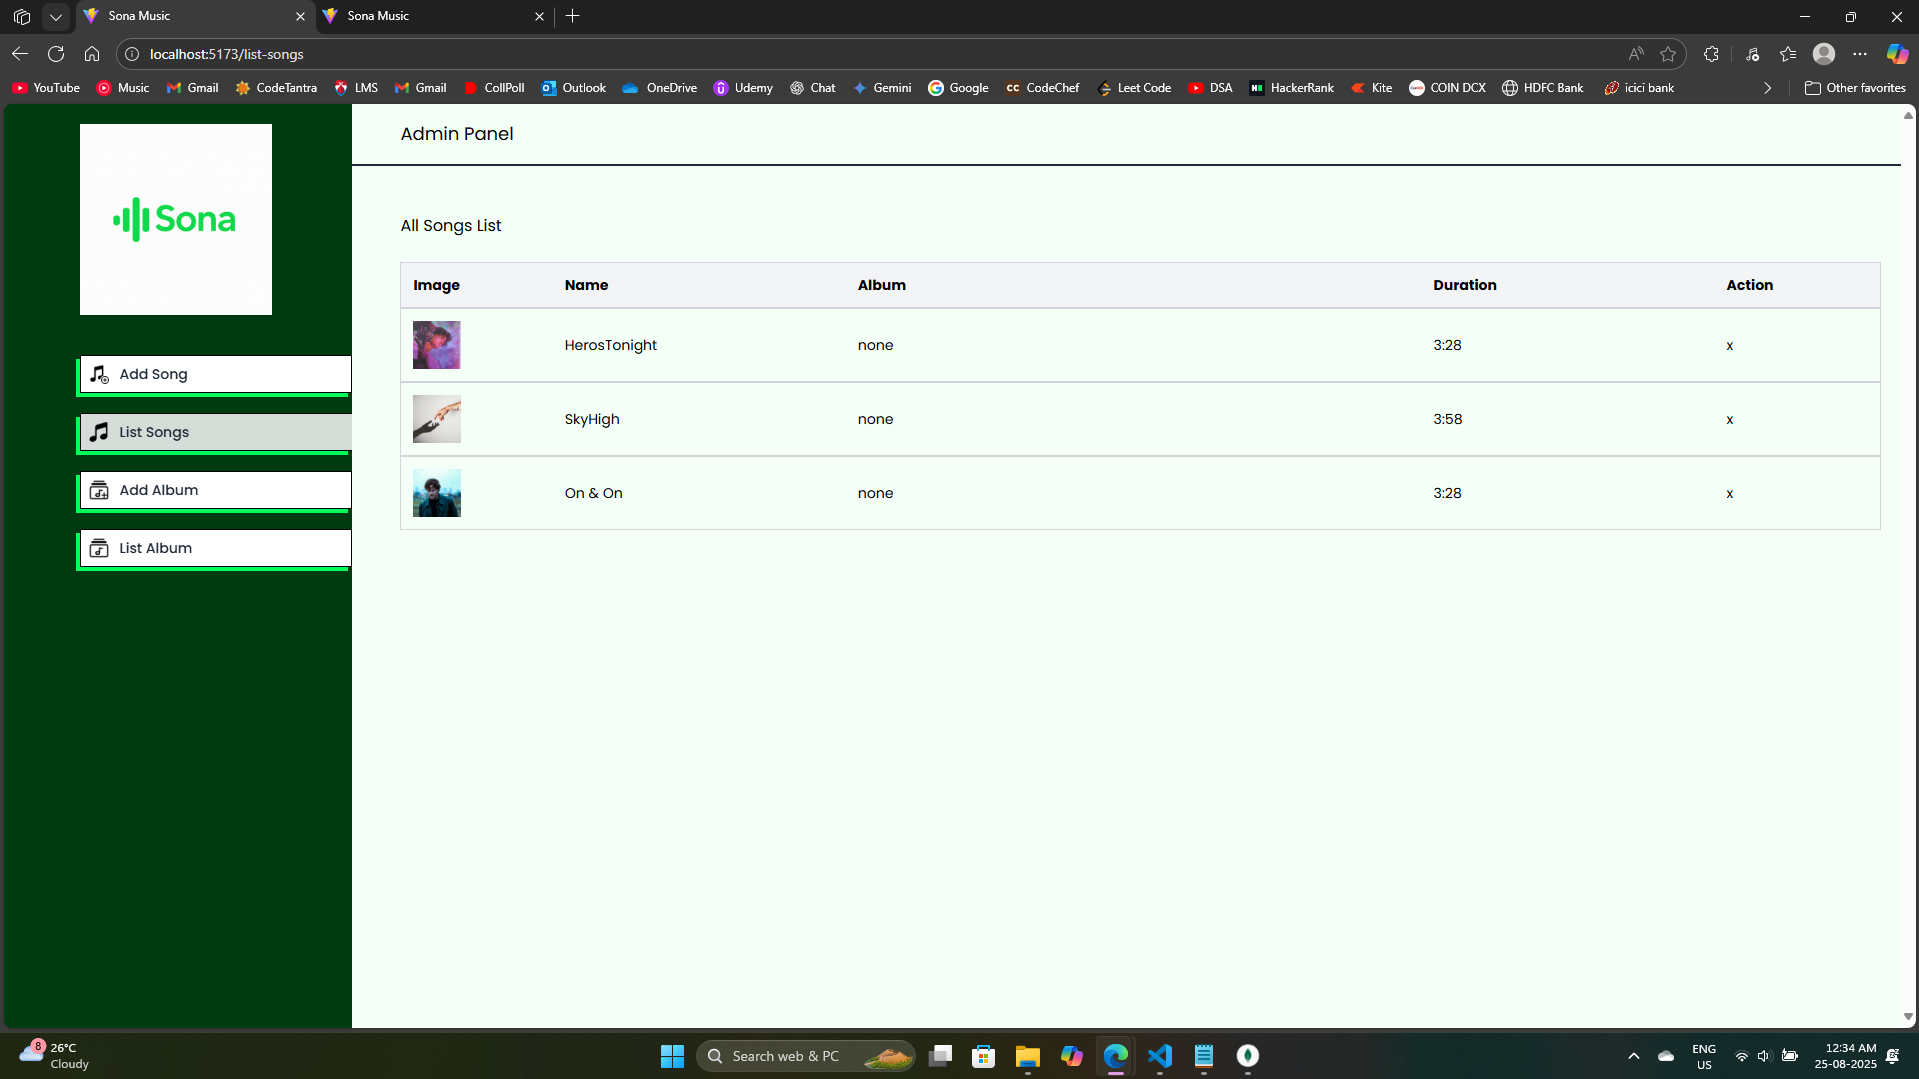 Sona Music
Sona Music
localhost:5173/list-songs
YouTube Music Gmail CodeTantra LMS Gmail CollPoll Outlook OneDrive Udemy Chat Gemini Google CodeChef Leet Code DSA HackerRank Kite COIN DCX HDFC Bank icici bank Other favorites
Sona
Add Song
List Songs
Add Album
List Album
Admin Panel
All Songs List
Image Name Album Duration Action
HerosTonight none 3:28 x
SkyHigh none 3:58 x
On & On none 3:28 x
8
26°C
Cloudy
Search web & PC
ENG
US
12:34 AM
25-08-2025